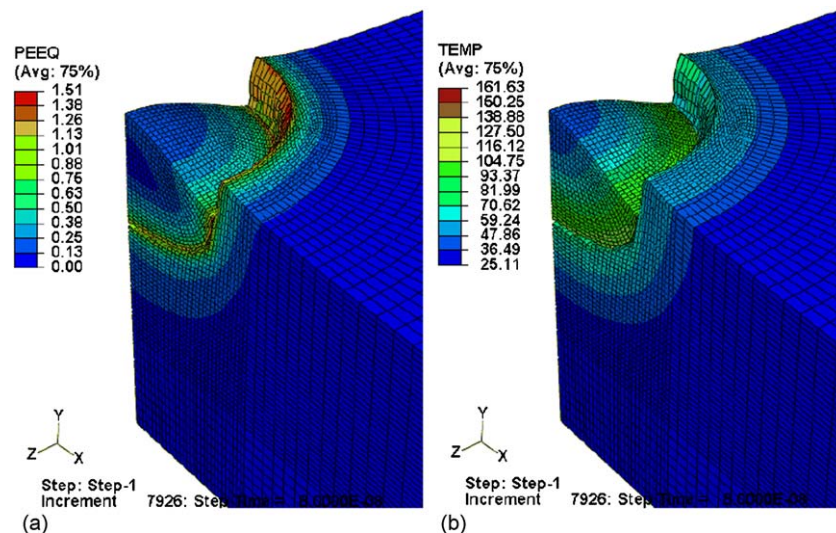 PEEQ
(Avg: 75%)
1.51
1.38
1.26
1.13
1.01
0.88
0.75
0.63
0.50
0.38
0.25
0.13
0.00
Y
Z X
Step: Step-1
Increment 7926: Step Time =
(a)
TEMP
(Avg: 75%)
161.63
160.25
138.88
127.50
116.12
104.75
93.37
81.99
70.62
59.24
47.86
36.49
25.11
Y
Z X
Step: Step-1
Increment 7926: Step Time =
(b)